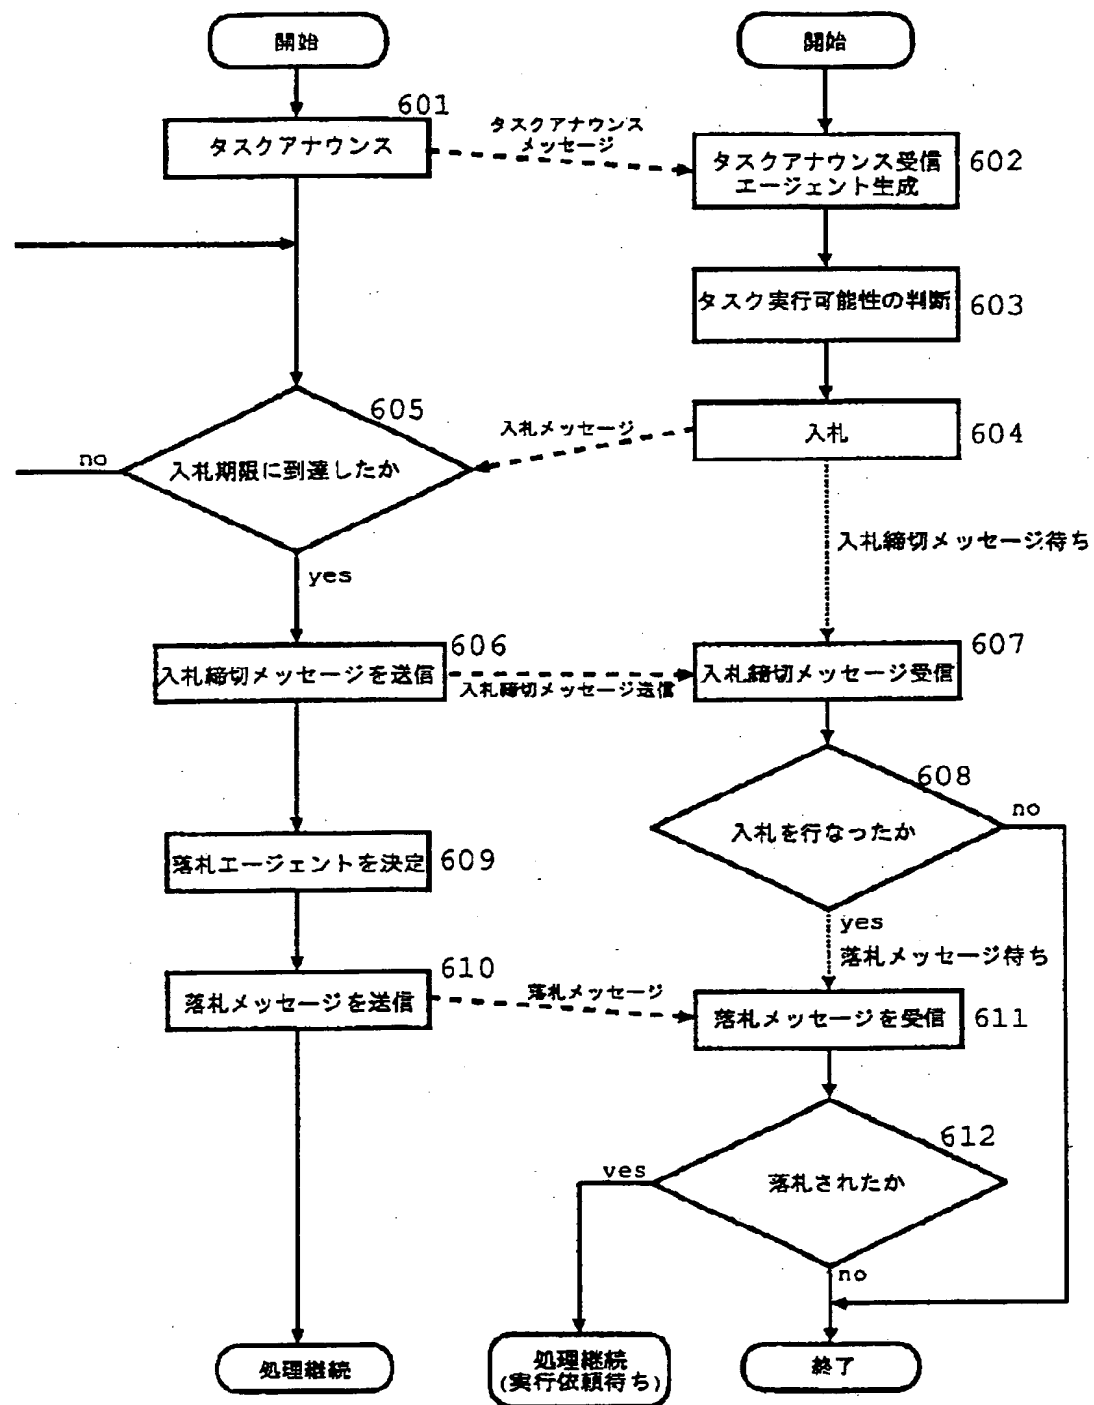 開始
開始
601
タスクアナウンス
タスクアナウンス
メッセージ
タスクアナウンス受信
エージェント生成
602
タスク実行可能性の判断
603
605
入札期限に到達したか
no
入札メッセージ
入札
604
入札締切メッセージ待ち
yes
606
入札締切メッセージを送信
入札締切メッセージ送信
607
入札締切メッセージ受信
608
入札を行なったか
no
落札エージェントを決定
609
yes
落札メッセージ待ち
610
落札メッセージを送信
落札メッセージ
落札メッセージを受信
611
612
落札されたか
yes
no
処理継続
処理継続
(実行依頼待ち)
終了